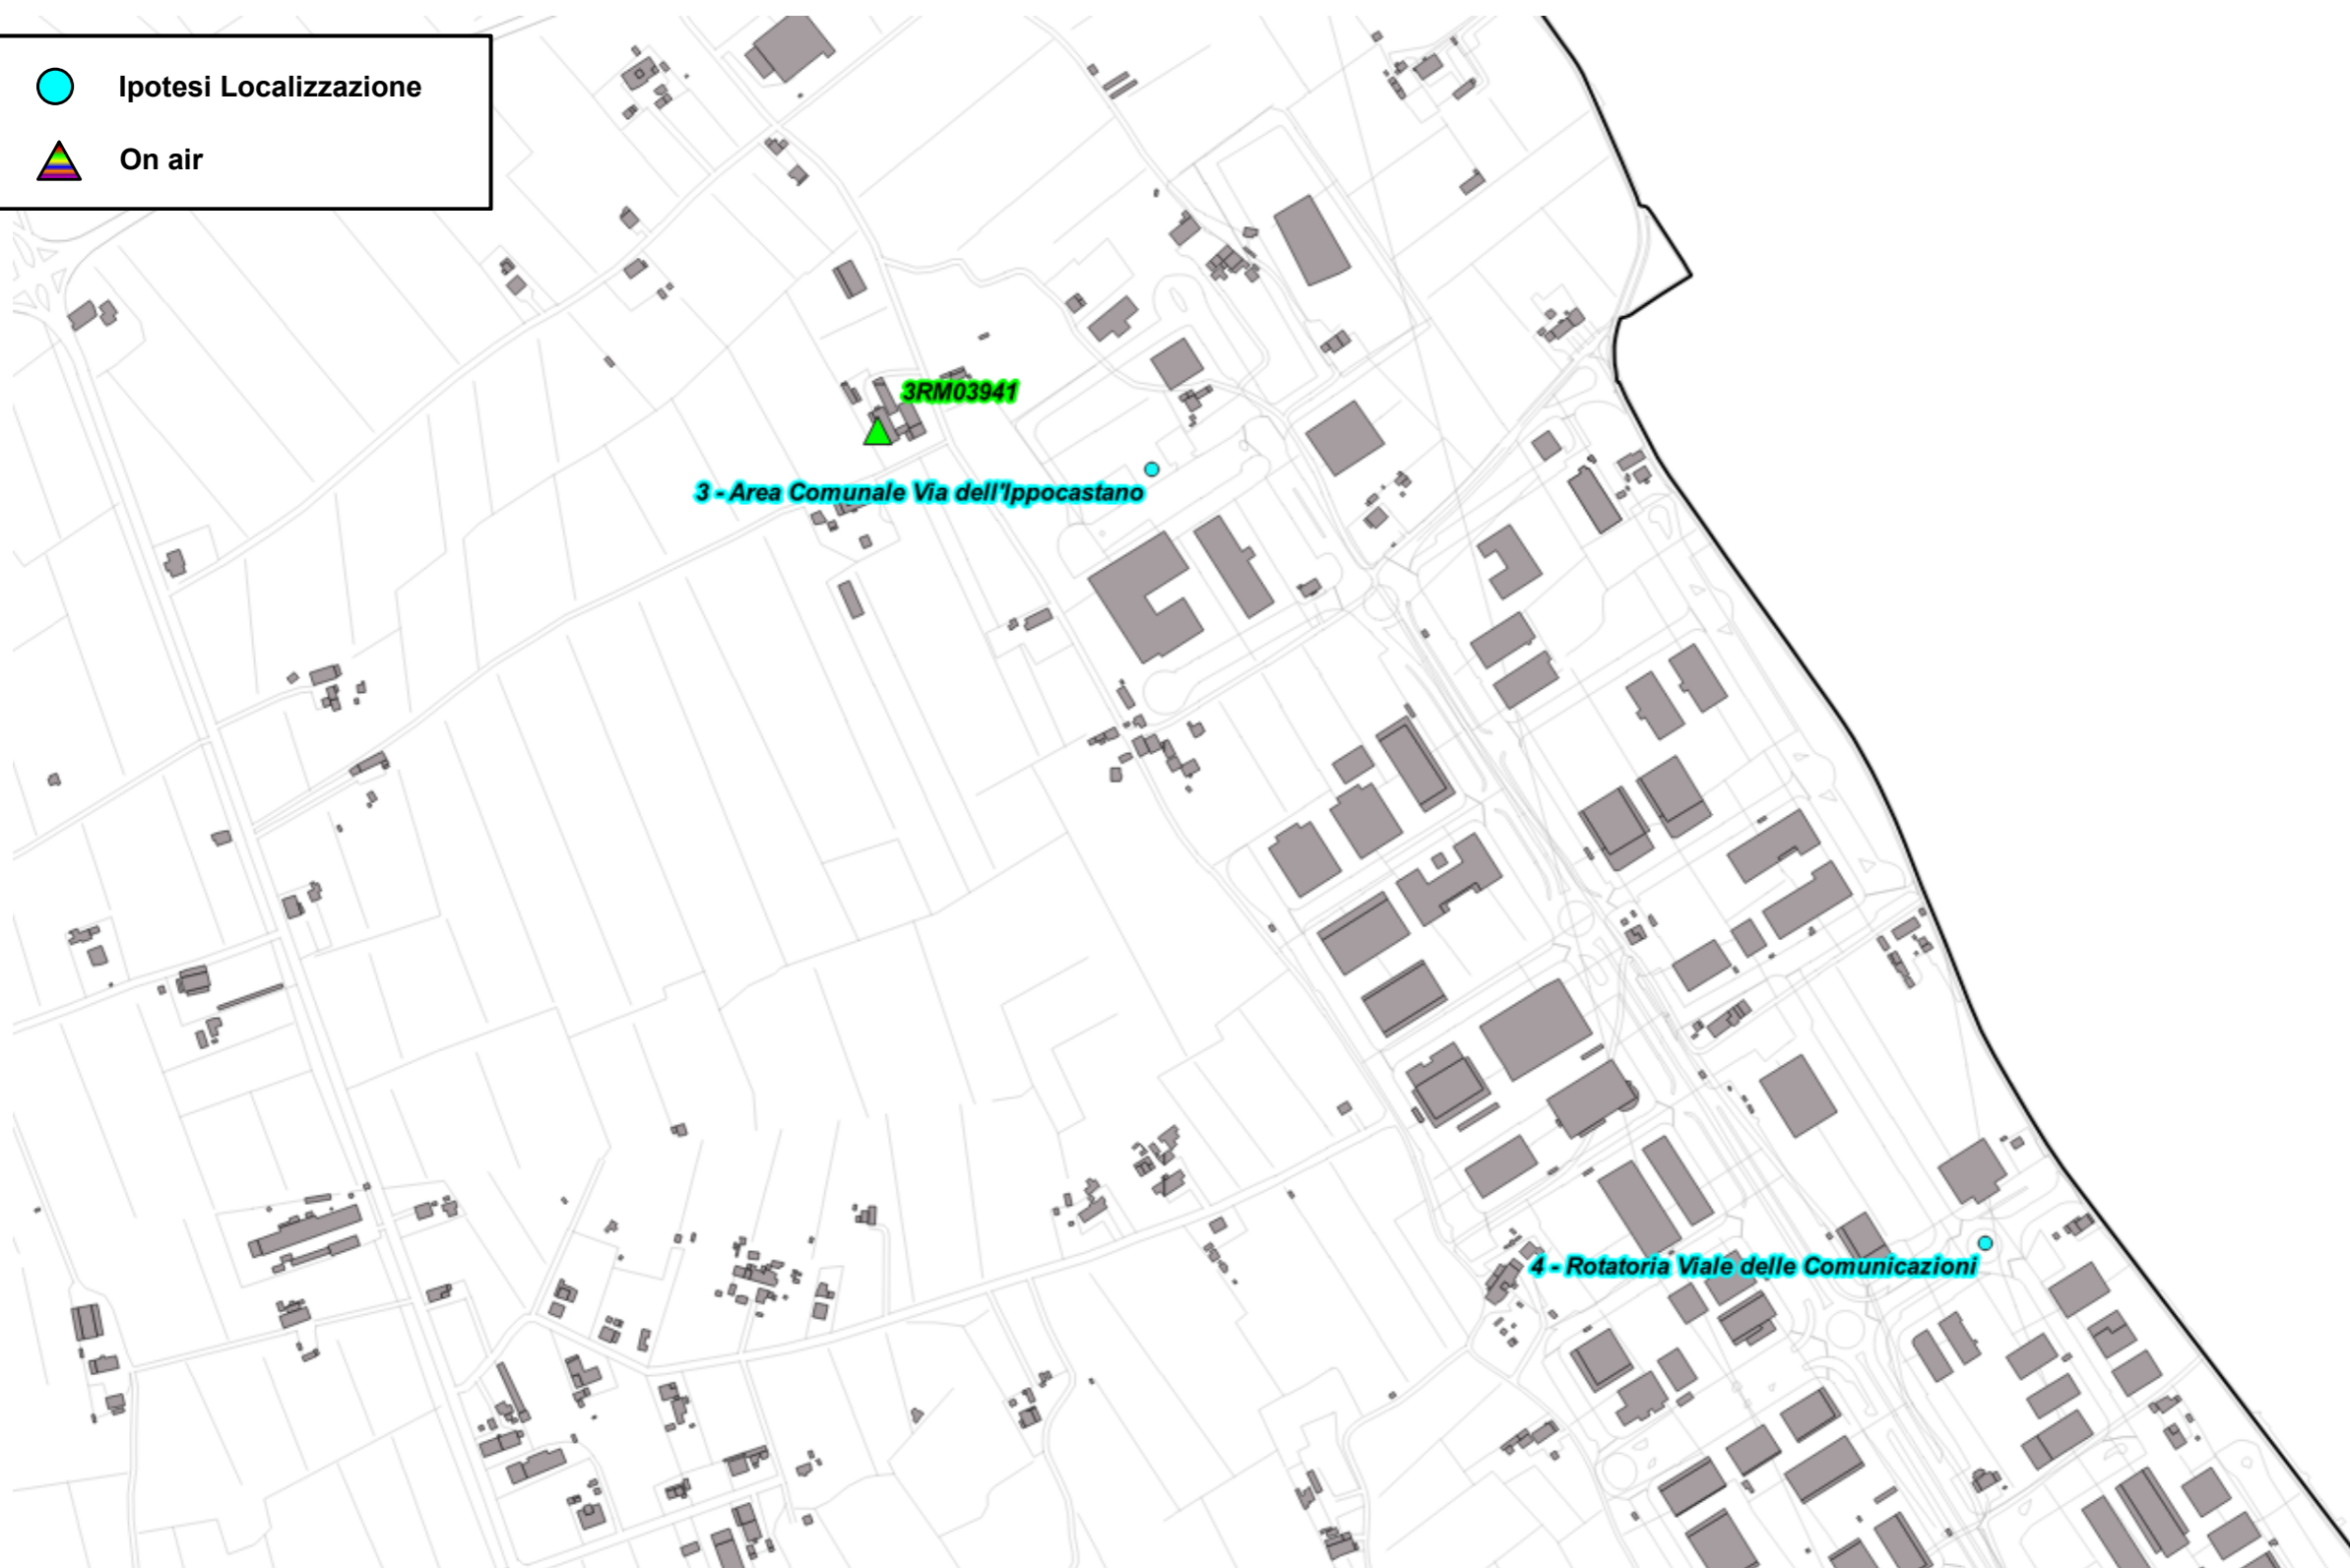 Ipotesi Localizzazione
On air
3RM03941
3 - Area Comunale Via dell'Ippocastano
4 - Rotatoria Viale delle Comunicazioni